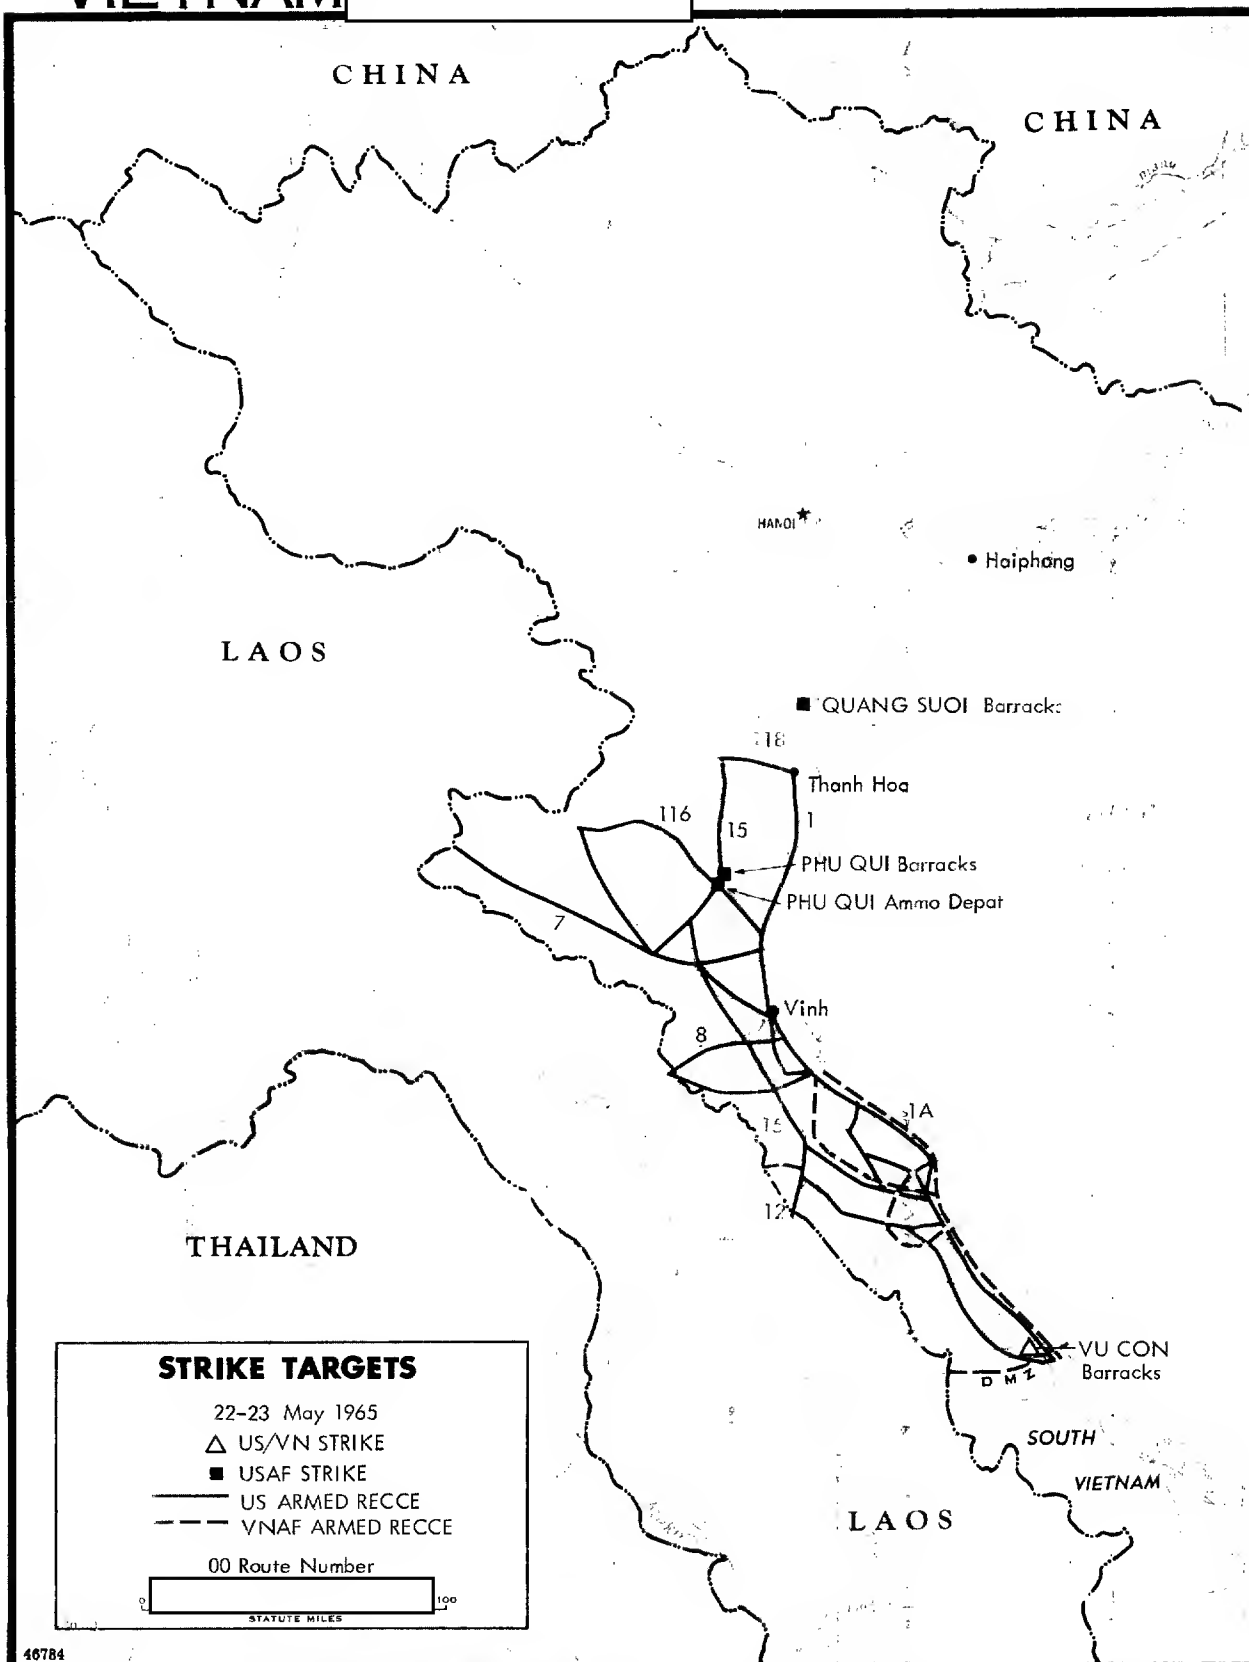 VIETNAM
CHINA
CHINA
HANOI
Haiphong
LAOS
QUANG SUOI Barracks
118
Thanh Hoa
116
15
1
PHU QUI Barracks
PHU QUI Ammo Depot
7
Vinh
8
1A
15
12
THAILAND
VU CON
Barracks
DMZ
SOUTH
VIETNAM
LAOS
STRIKE TARGETS
22-23 May 1965
US/VN STRIKE
USAF STRIKE
US ARMED RECCE
VNAF ARMED RECCE
00 Route Number
0 100
STATUTE MILES
46784